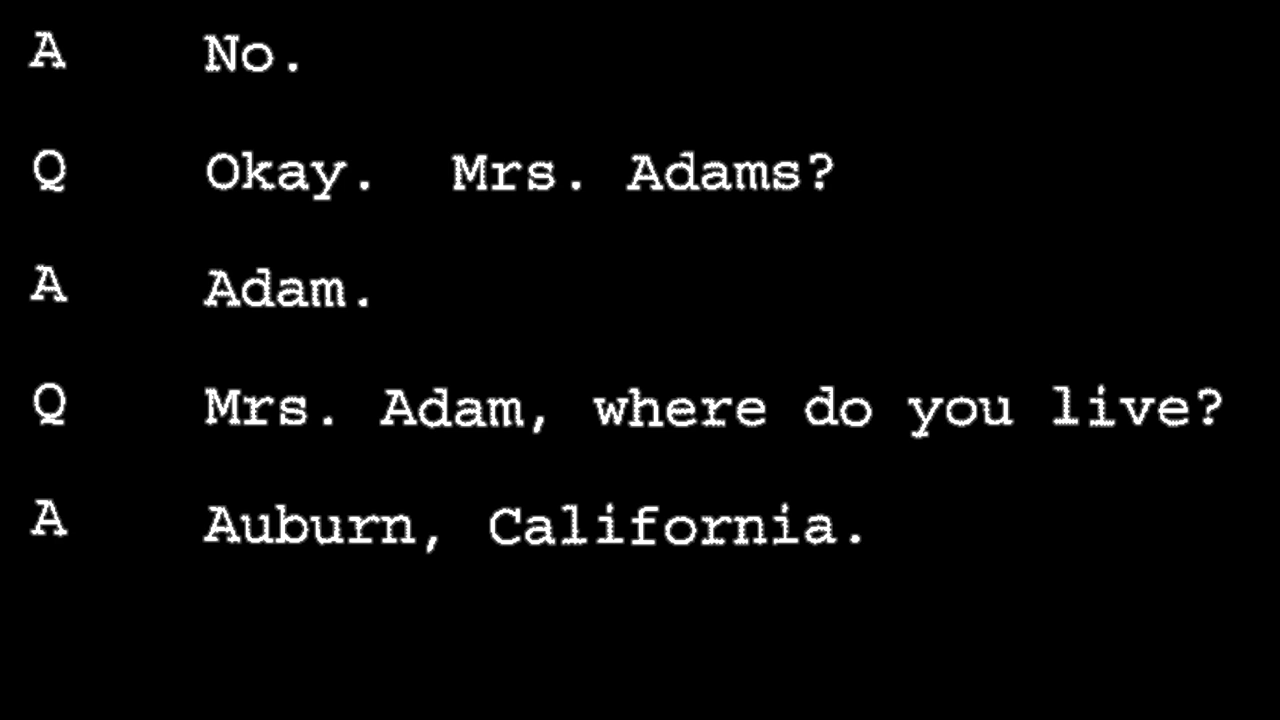 A No.
Q Okay.  Mrs. Adams?
A Adam.
Q Mrs. Adam, where do you live?
A Auburn, California.